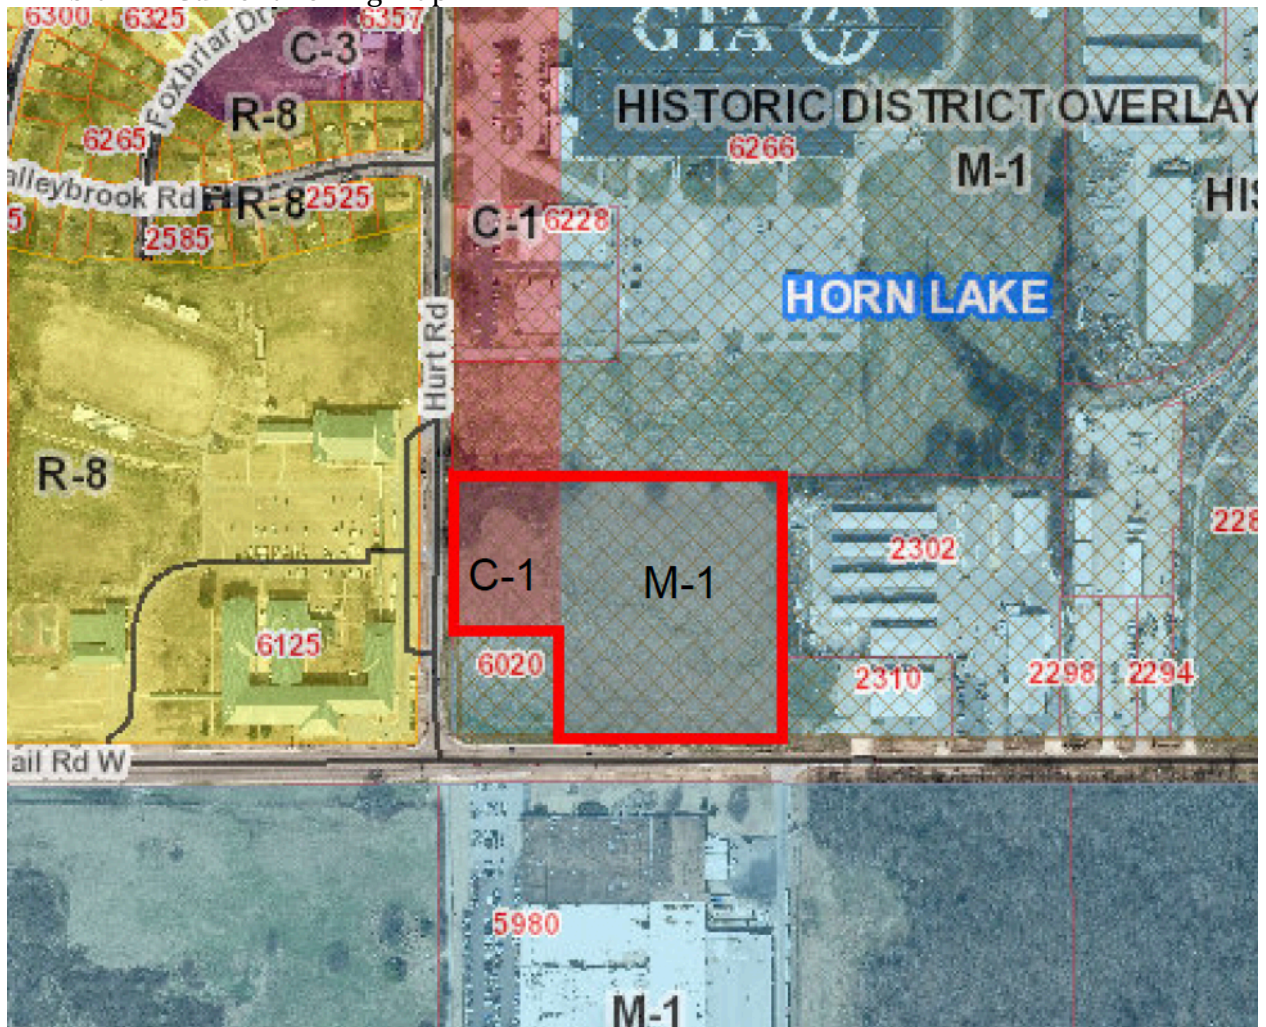 6300
6325
6357
Foxbriar Dr
C-3
GTA
HISTORIC DISTRICT OVERLAY
R-8
6265
6266
M-1
alleybrook Rd
R-8
2525
HIS
5
2585
C-1
6228
HORN LAKE
Hurt Rd
R-8
228
2302
C-1
M-1
6125
6020
2310
2298
2294
ail Rd W
5980
M-1